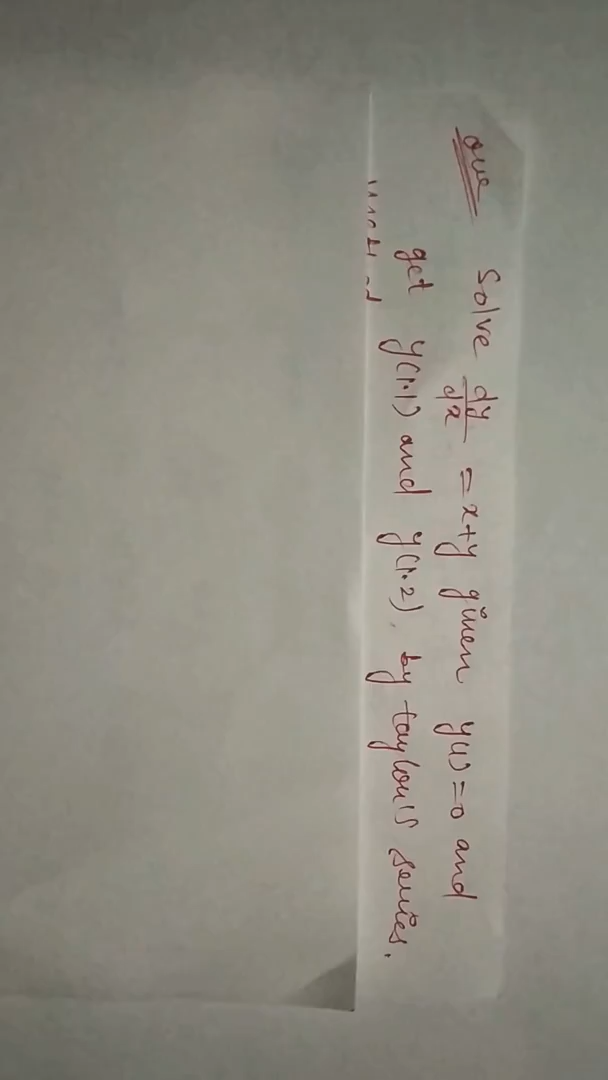 Que Solve dy/dx = x+y given y(1)=0 and
get y(1.1) and y(1.2), by taylor's series.